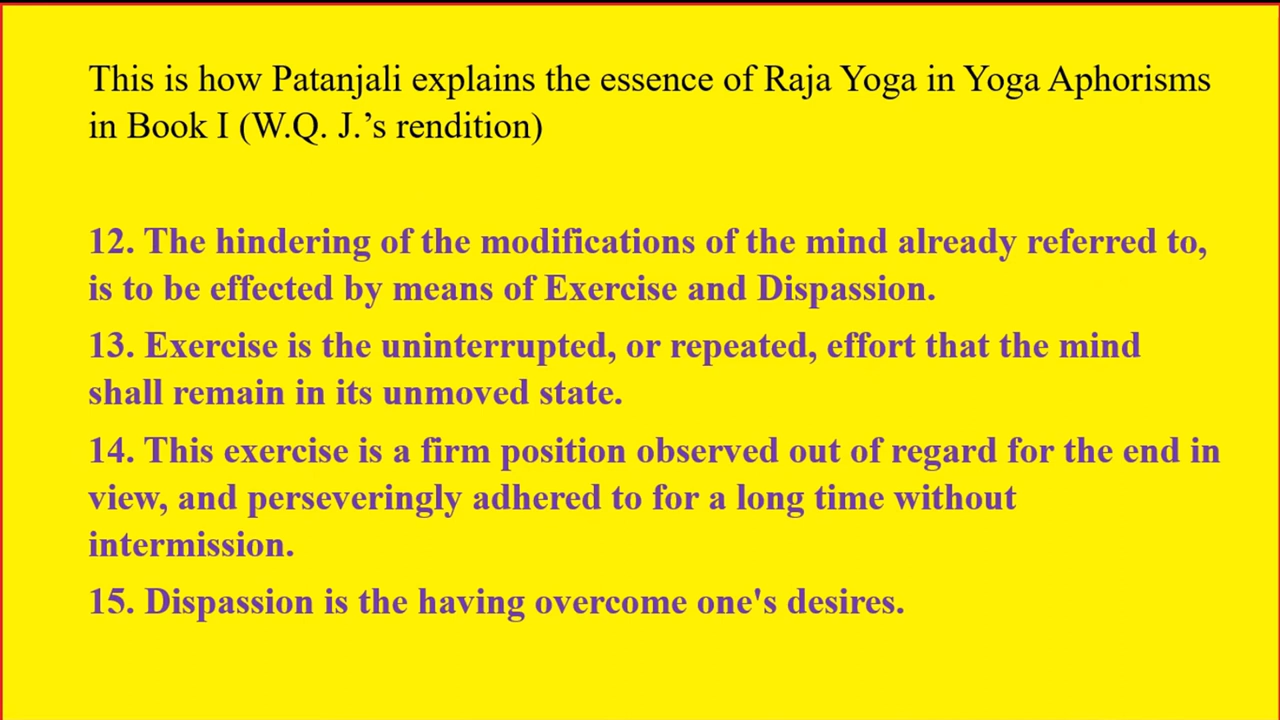 This is how Patanjali explains the essence of Raja Yoga in Yoga Aphorisms
in Book I (W.Q. J.’s rendition)
12. The hindering of the modifications of the mind already referred to,
is to be effected by means of Exercise and Dispassion.
13. Exercise is the uninterrupted, or repeated, effort that the mind
shall remain in its unmoved state.
14. This exercise is a firm position observed out of regard for the end in
view, and perseveringly adhered to for a long time without
intermission.
15. Dispassion is the having overcome one's desires.